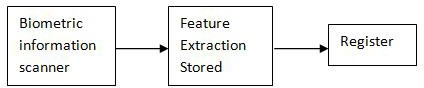 Biometric
information
scanner
Feature
Extraction
Stored
Register